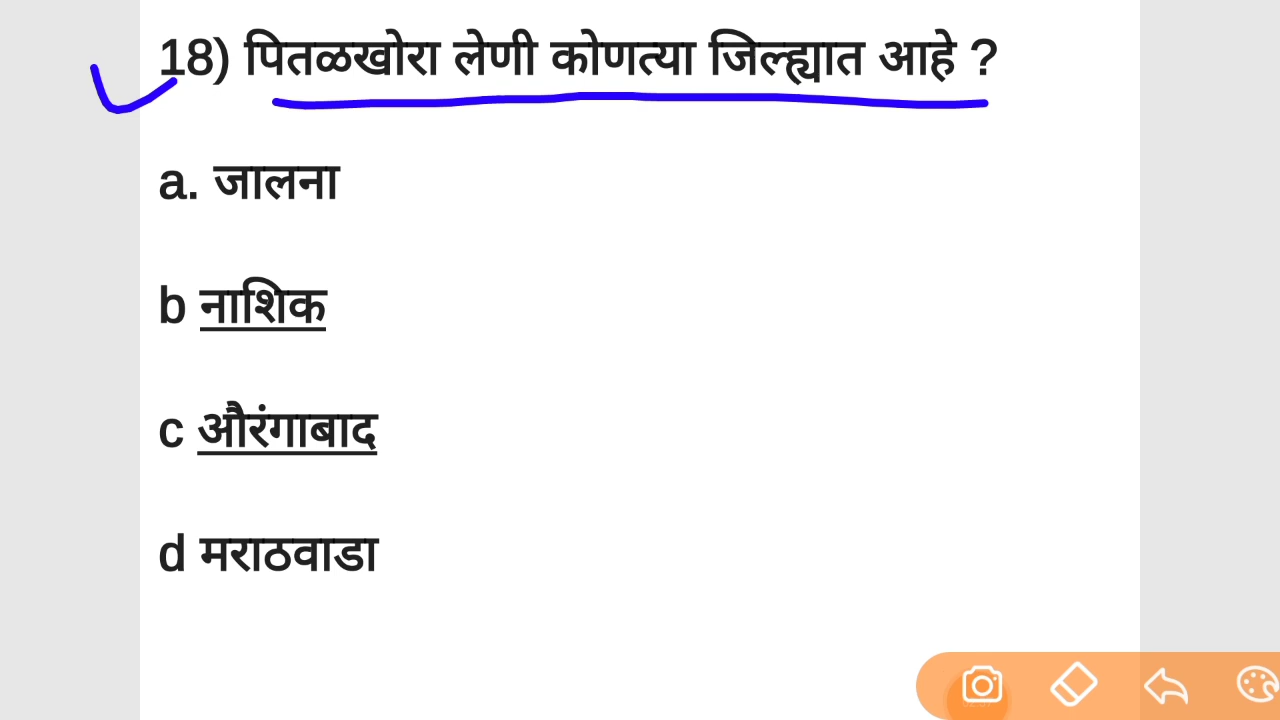 18) पितळखोरा लेणी कोणत्या जिल्ह्यात आहे ?
a. जालना
b नाशिक
c औरंगाबाद
d मराठवाडा